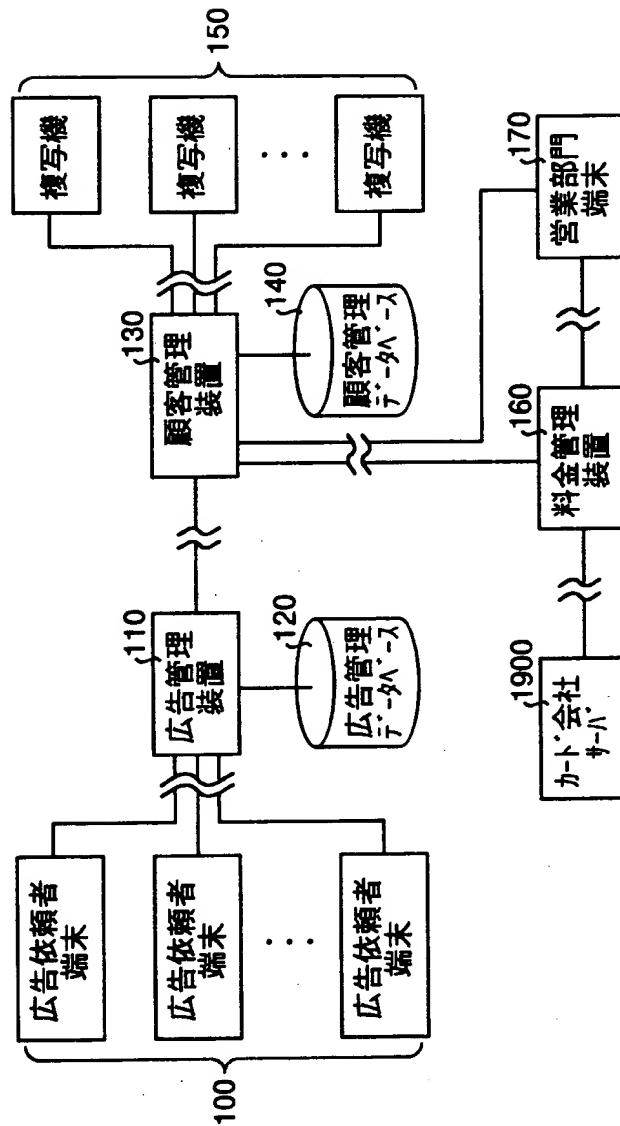 100
広告依頼者
端末
広告依頼者
端末
・・・
広告依頼者
端末
110
広告管理
装置
120
広告管理
データベース
130
顧客管理
装置
140
顧客管理
データベース
150
複写機
複写機
・・・
複写機
1900
カード会社
サーバ
160
料金管理
装置
170
営業部門
端末